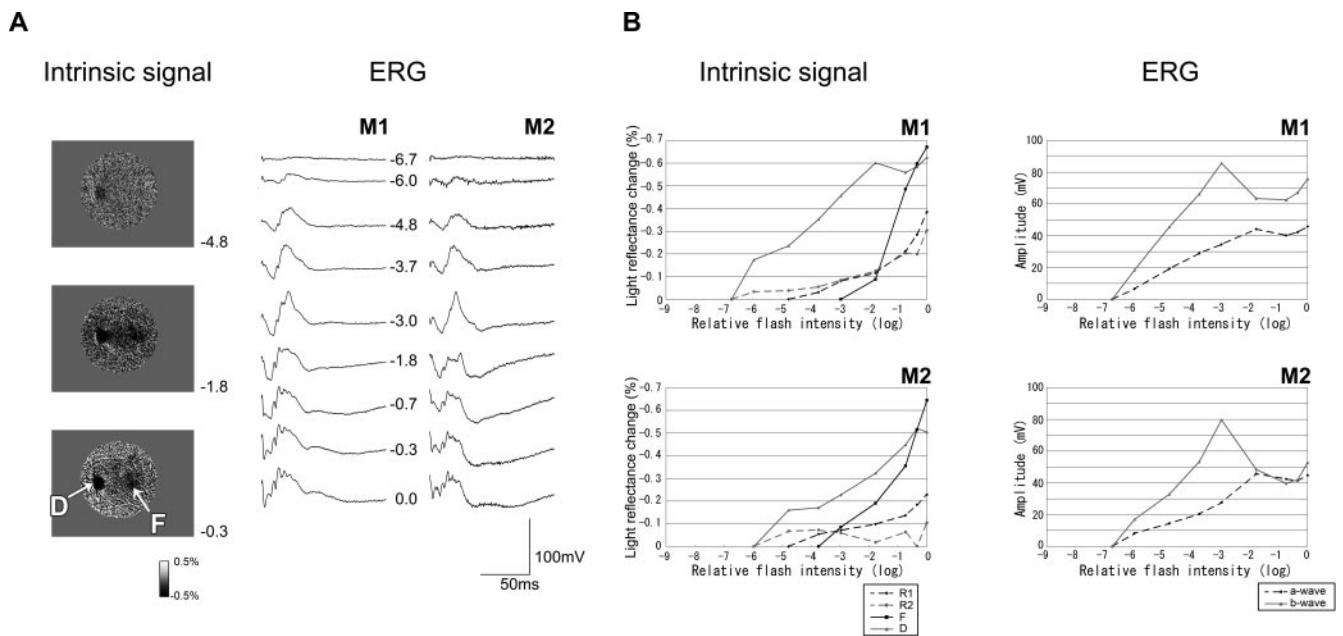 A
Intrinsic signal
ERG
M1
M2
-6.7
-6.0
-4.8
-3.7
-3.0
-1.8
-0.7
-0.3
0.0
-4.8
-1.8
D
F
-0.3
0.5%
-0.5%
100mV
50ms
B
Intrinsic signal
ERG
M1
Light reflectance change (%)
-0.7
-0.6
-0.5
-0.4
-0.3
-0.2
-0.1
0
-9 -8 -7 -6 -5 -4 -3 -2 -1 0
Relative flash intensity (log)
M1
Amplitude (mV)
100
80
60
40
20
0
-9 -8 -7 -6 -5 -4 -3 -2 -1 0
Relative flash intensity (log)
M2
Light reflectance change (%)
-0.7
-0.6
-0.5
-0.4
-0.3
-0.2
-0.1
0
-9 -8 -7 -6 -5 -4 -3 -2 -1 0
Relative flash intensity (log)
R1
R2
F
D
M2
Amplitude (mV)
100
80
60
40
20
0
-9 -8 -7 -6 -5 -4 -3 -2 -1 0
Relative flash intensity (log)
a-wave
b-wave